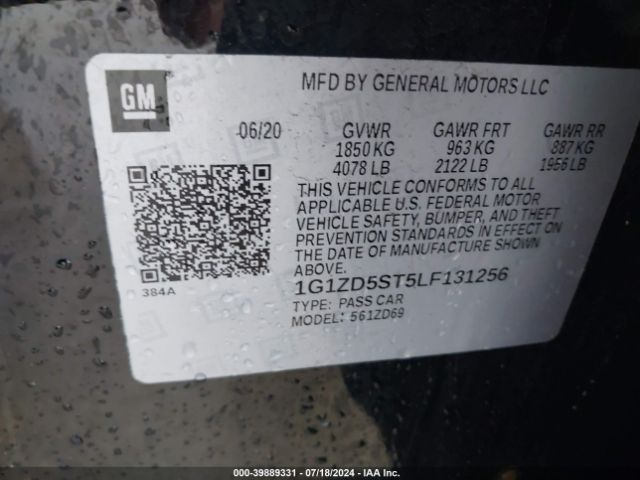 GM
MFD BY GENERAL MOTORS LLC
06/20 GVWR GAWR FRT GAWR RR
1850 KG 963 KG 887 KG
4078 LB 2122 LB 1956 LB
THIS VEHICLE CONFORMS TO ALL
APPLICABLE U.S. FEDERAL MOTOR
VEHICLE SAFETY, BUMPER, AND THEFT
PREVENTION STANDARDS IN EFFECT ON
THE DATE OF MANUFACTURE SHOWN
ABOVE.
384A
1G1ZD5ST5LF131256
TYPE: PASS CAR
MODEL: 561ZD69
000-39889331 - 07/18/2024 - IAA Inc.